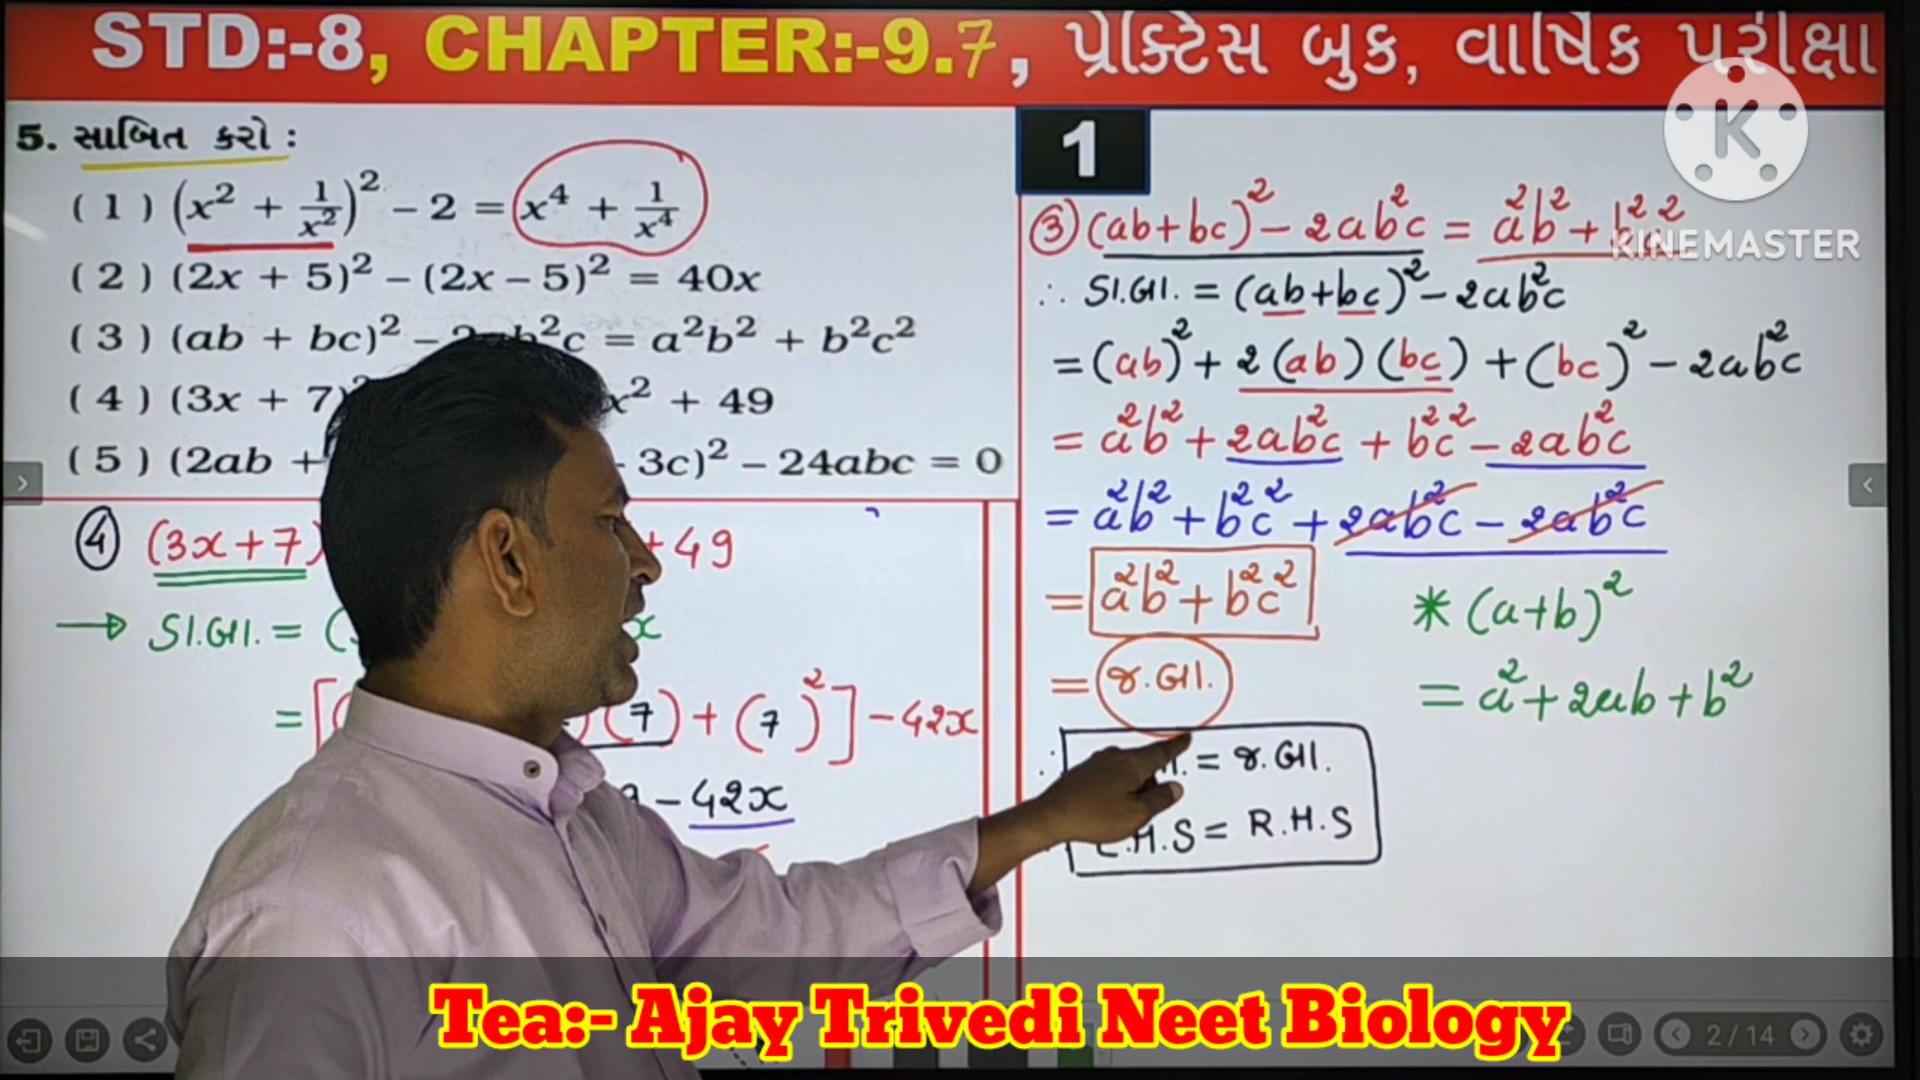 STD:-8, CHAPTER:-9.7, પ્રેક્ટિસ બુક, વાર્ષિક પરીક્ષા
K
KINEMASTER
5. સાબિત કરો :
(1) (x² + 1/x²)² – 2 = x⁴ + 1/x⁴
(2) (2x + 5)² – (2x – 5)² = 40x
(3) (ab + bc)² – 2ab²c = a²b² + b²c²
(4) (3x + 7) x² + 49
(5) (2ab + 3c)² – 24abc = 0
④ (3x+7) +49
→ ડા.બા. = ( x
= [( (7) + (7)²] – 42x
– 42x
1
③ (ab+bc)² – 2ab²c = a²b² + b²c²
∴ ડા.બા. = (ab+bc)² – 2ab²c
= (ab)² + 2(ab)(bc) + (bc)² – 2ab²c
= a²b² + 2ab²c + b²c² – 2ab²c
= a²b² + b²c² + 2ab²c – 2ab²c
= a²b² + b²c²
= જ.બા.
= જ.બા.
L.H.S = R.H.S
* (a+b)²
= a² + 2ab + b²
Tea:- Ajay Trivedi Neet Biology
2 / 14